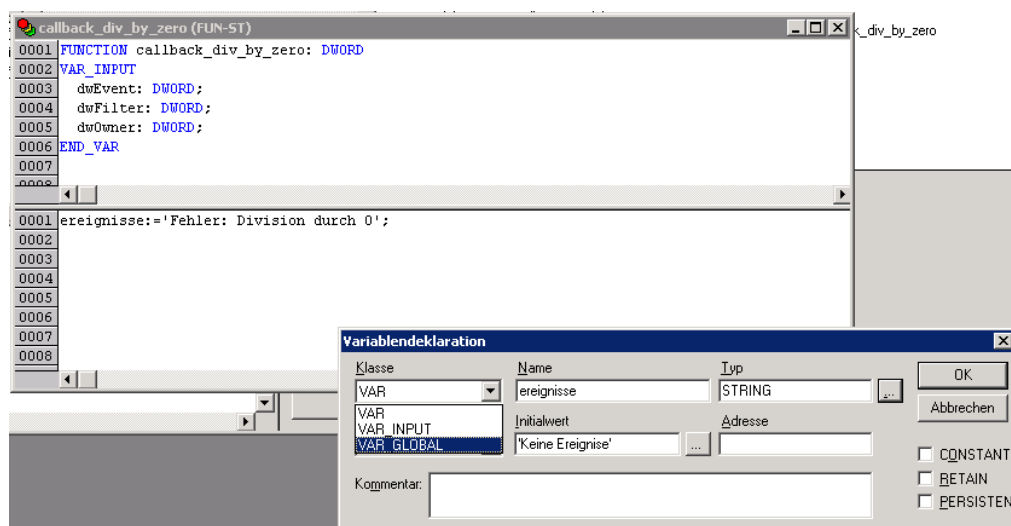 callback_div_by_zero (FUN-ST)
k_div_by_zero
0001 FUNCTION callback_div_by_zero: DWORD
0002 VAR_INPUT
0003 dwEvent: DWORD;
0004 dwFilter: DWORD;
0005 dwOwner: DWORD;
0006 END_VAR
0007
0008
0001 ereignisse:='Fehler: Division durch 0';
0002
0003
0004
0005
0006
0007
0008
Variablendeklaration
Klasse Name Typ
VAR ereignisse STRING ... OK
VAR
VAR_INPUT
VAR_GLOBAL
Initialwert Adresse
'Keine Ereignise' ...
Abbrechen
Kommentar:
CONSTANT
RETAIN
PERSISTEN